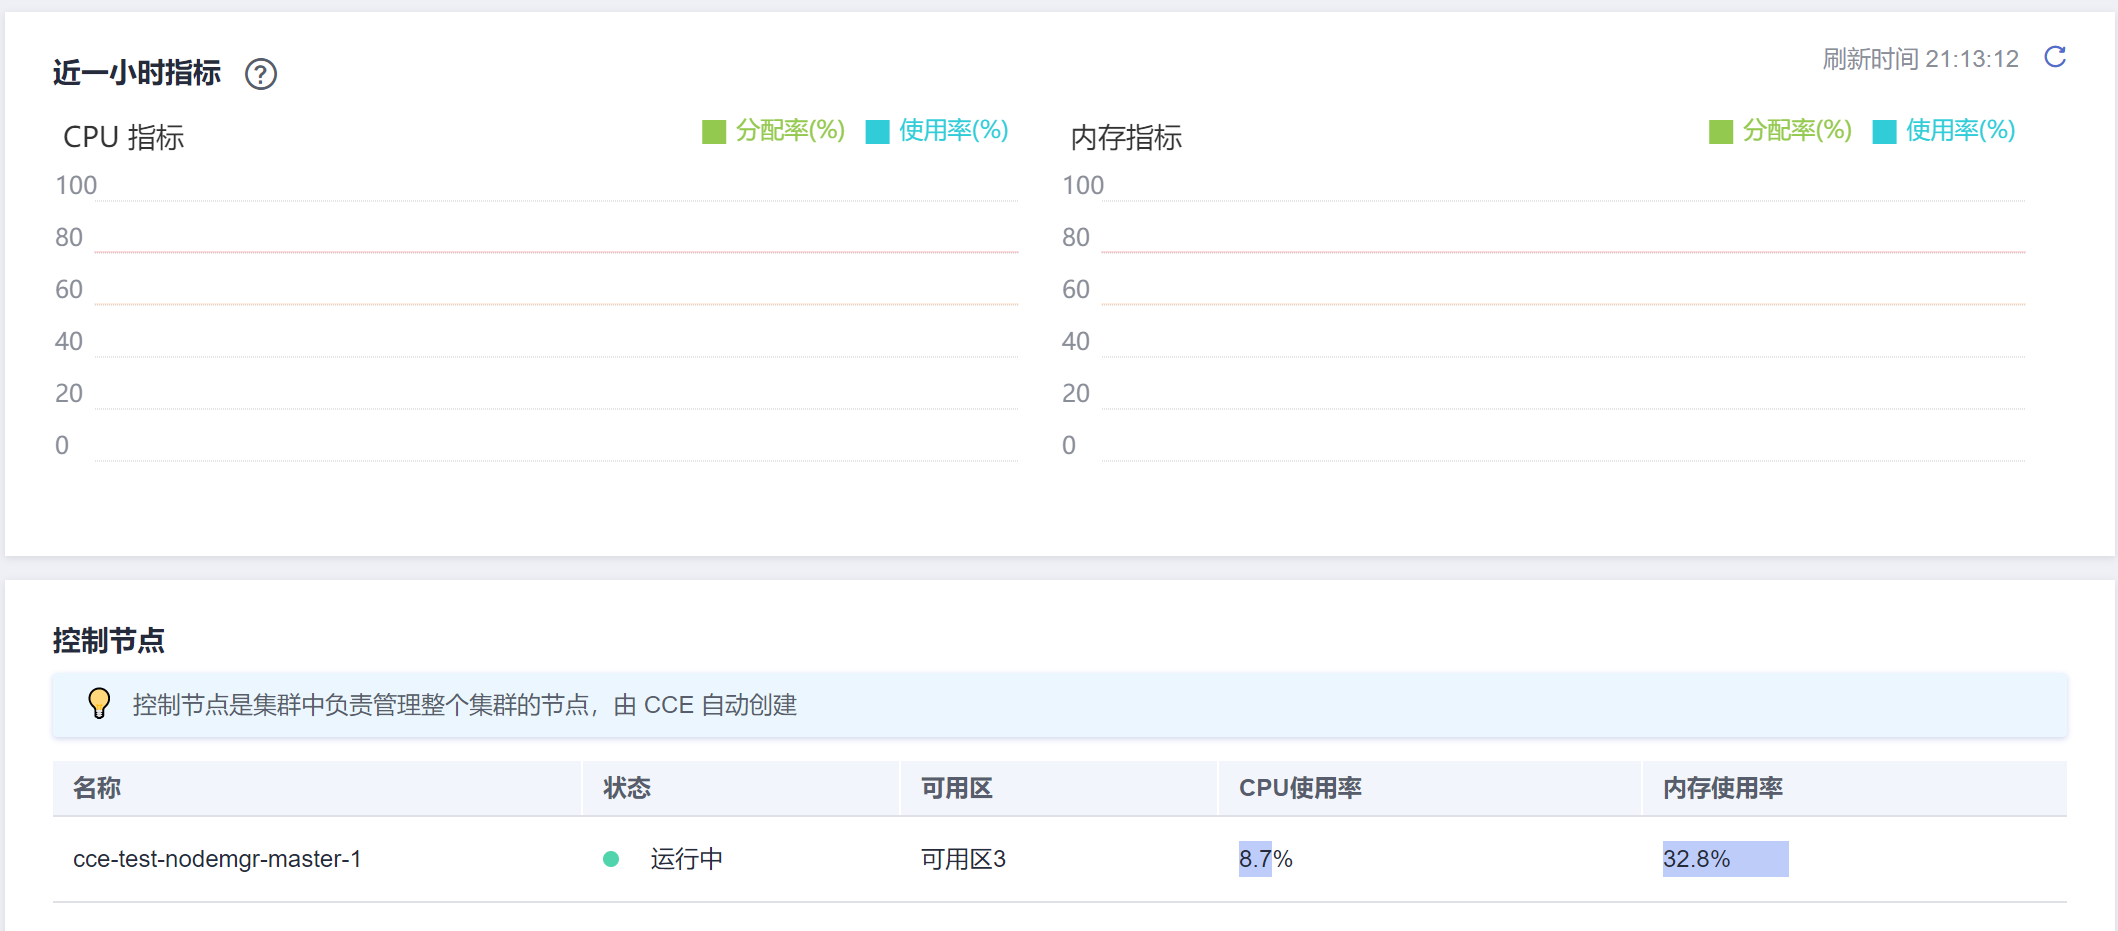 近一小时指标 ?
刷新时间 21:13:12
CPU 指标
分配率(%) 使用率(%)
100
80
60
40
20
0
内存指标
分配率(%) 使用率(%)
100
80
60
40
20
0
控制节点
控制节点是集群中负责管理整个集群的节点，由 CCE 自动创建
名称 状态 可用区 CPU使用率 内存使用率
cce-test-nodemgr-master-1 运行中 可用区3 8.7% 32.8%